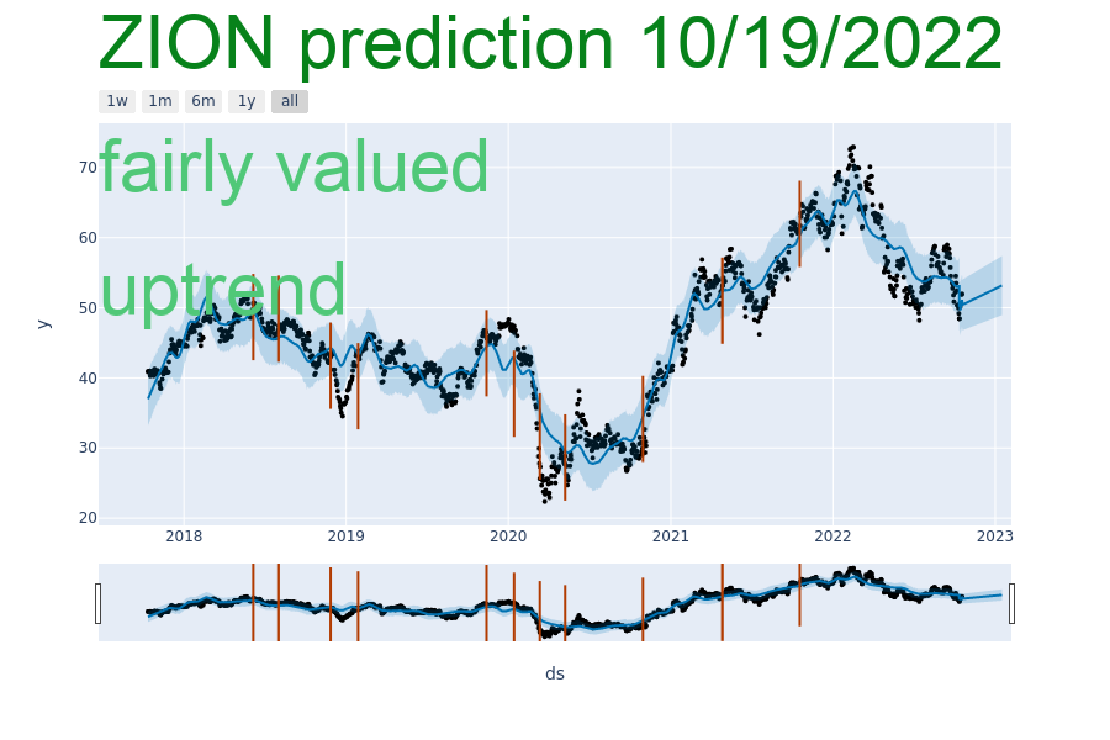 ZION prediction 10/19/2022
1w 1m 6m 1y all
fairly valued
uptrend
70
60
50
40
30
20
y
2018 2019 2020 2021 2022 2023
ds